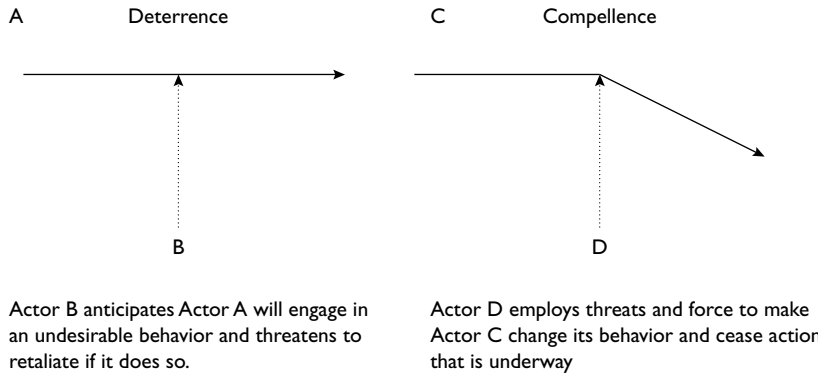 A Deterrence
C Compellence
B
D
Actor B anticipates Actor A will engage in
an undesirable behavior and threatens to
retaliate if it does so.
Actor D employs threats and force to make
Actor C change its behavior and cease action
that is underway